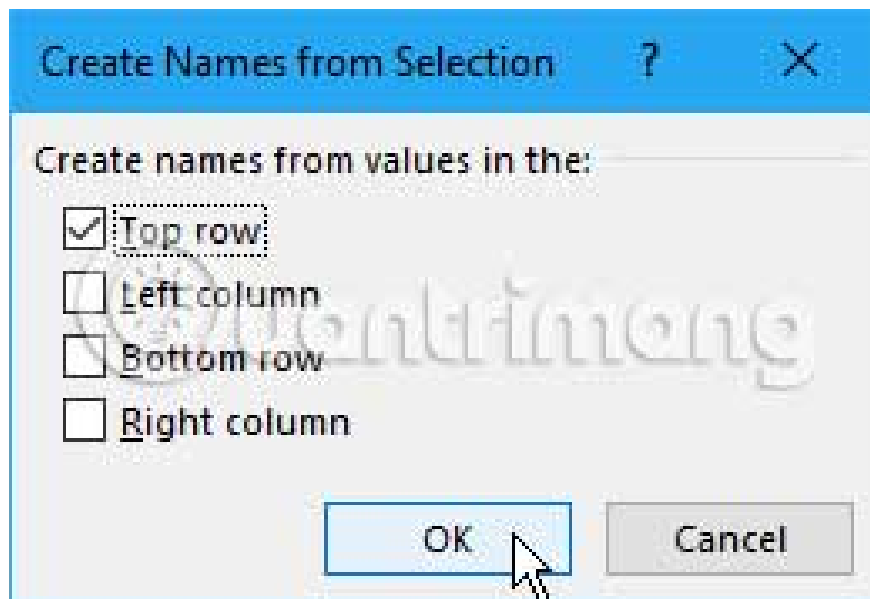 Create Names from Selection ? ×
Create names from values in the:
Top row
Left column
uantrimang
Bottom row
Right column
OK Cancel